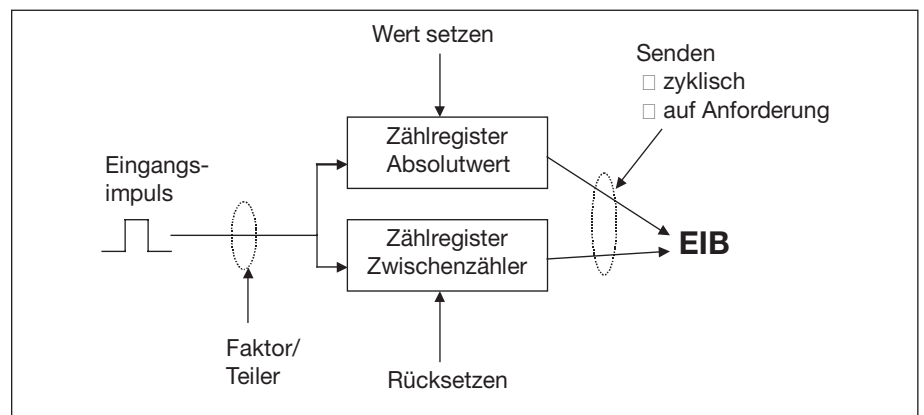 Wert setzen
Senden
□ zyklisch
□ auf Anforderung
Zählregister
Absolutwert
Eingangs-
impuls
EIB
Zählregister
Zwischenzähler
Faktor/
Teiler
Rücksetzen